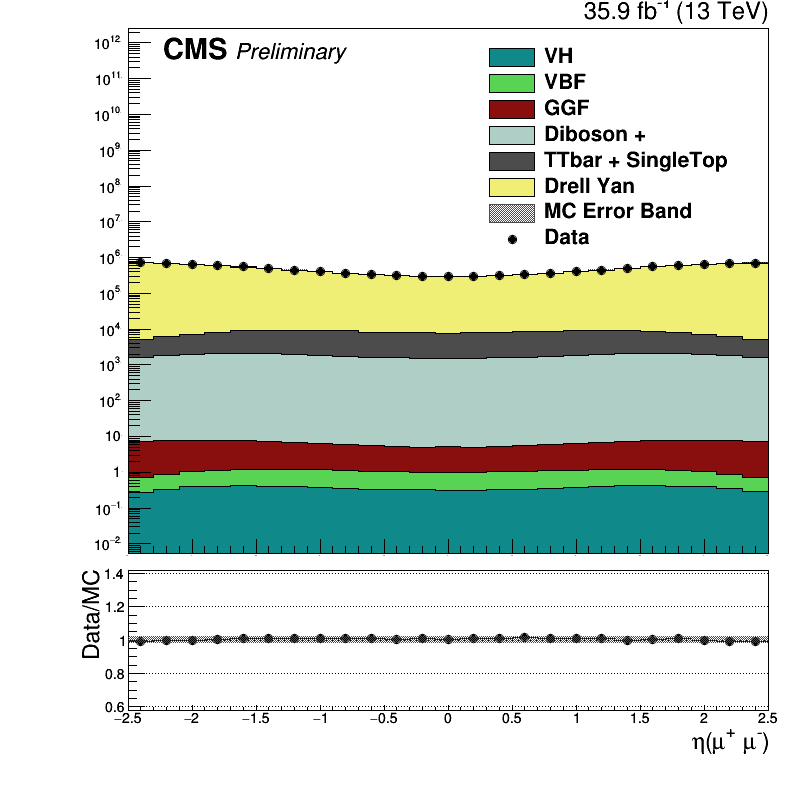 35.9 fb⁻¹ (13 TeV)
CMS Preliminary
VH
VBF
GGF
Diboson +
TTbar + SingleTop
Drell Yan
MC Error Band
Data
10¹²
10¹¹
10¹⁰
10⁹
10⁸
10⁷
10⁶
10⁵
10⁴
10³
10²
10
1
10⁻¹
10⁻²
Data/MC
1.4
1.2
1
0.8
0.6
−2.5 −2 −1.5 −1 −0.5 0 0.5 1 1.5 2 2.5
η(μ⁺ μ⁻)